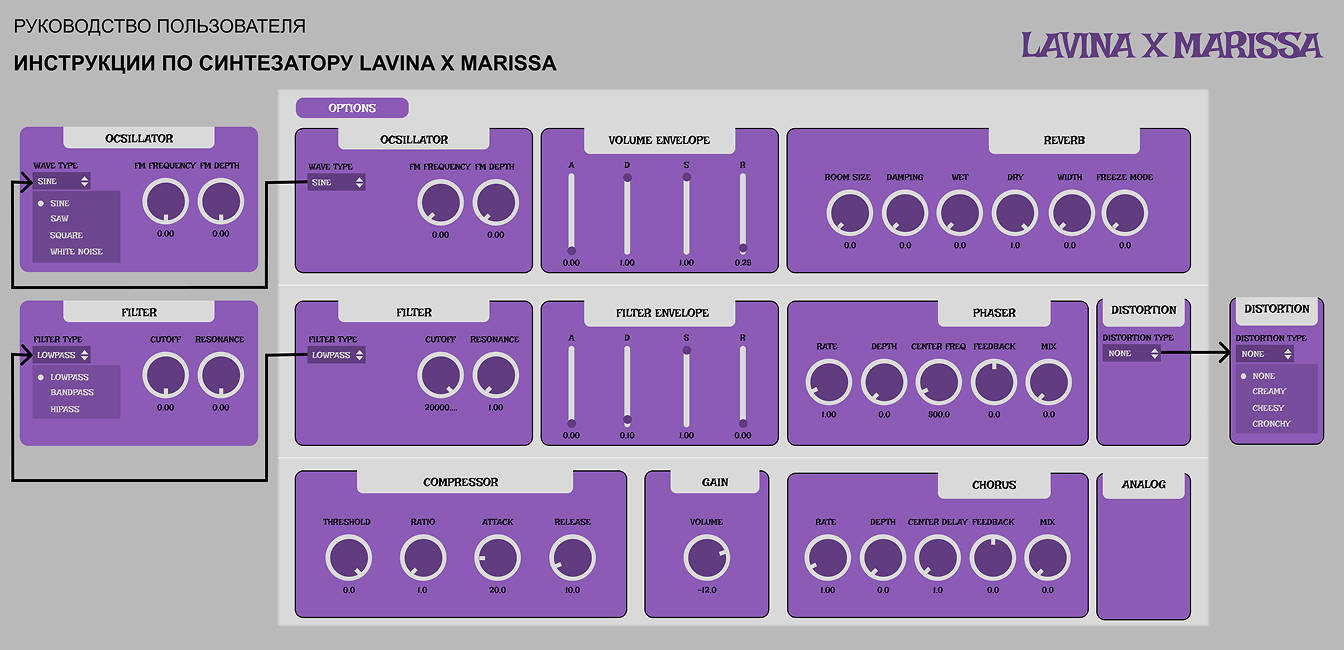 РУКОВОДСТВО ПОЛЬЗОВАТЕЛЯ
ИНСТРУКЦИИ ПО СИНТЕЗАТОРУ LAVINA X MARISSA
LAVINA X MARISSA
OPTIONS
OCSILLATOR
WAVE TYPE FM FREQUENCY FM DEPTH
SINE
SINE
SAW
SQUARE
WHITE NOISE
0.00 0.00
OCSILLATOR
WAVE TYPE FM FREQUENCY FM DEPTH
SINE
0.00 0.00
VOLUME ENVELOPE
A D S R
0.00 1.00 1.00 0.25
REVERB
ROOM SIZE DAMPING WET DRY WIDTH FREEZE MODE
0.0 0.0 0.0 1.0 0.0 0.0
FILTER
FILTER TYPE CUTOFF RESONANCE
LOWPASS
LOWPASS
BANDPASS
HIPASS
0.00 0.00
FILTER
FILTER TYPE CUTOFF RESONANCE
LOWPASS
20000.... 1.00
FILTER ENVELOPE
A D S R
0.00 0.10 1.00 0.00
PHASER
RATE DEPTH CENTER FREQ FEEDBACK MIX
1.00 0.0 500.0 0.0 0.0
DISTORTION
DISTORTION TYPE
NONE
DISTORTION
DISTORTION TYPE
NONE
NONE
CREAMY
CHEESY
CRONCHY
COMPRESSOR
THRESHOLD RATIO ATTACK RELEASE
0.0 1.0 20.0 10.0
GAIN
VOLUME
-12.0
CHORUS
RATE DEPTH CENTER DELAY FEEDBACK MIX
1.00 0.0 1.0 0.0 0.0
ANALOG